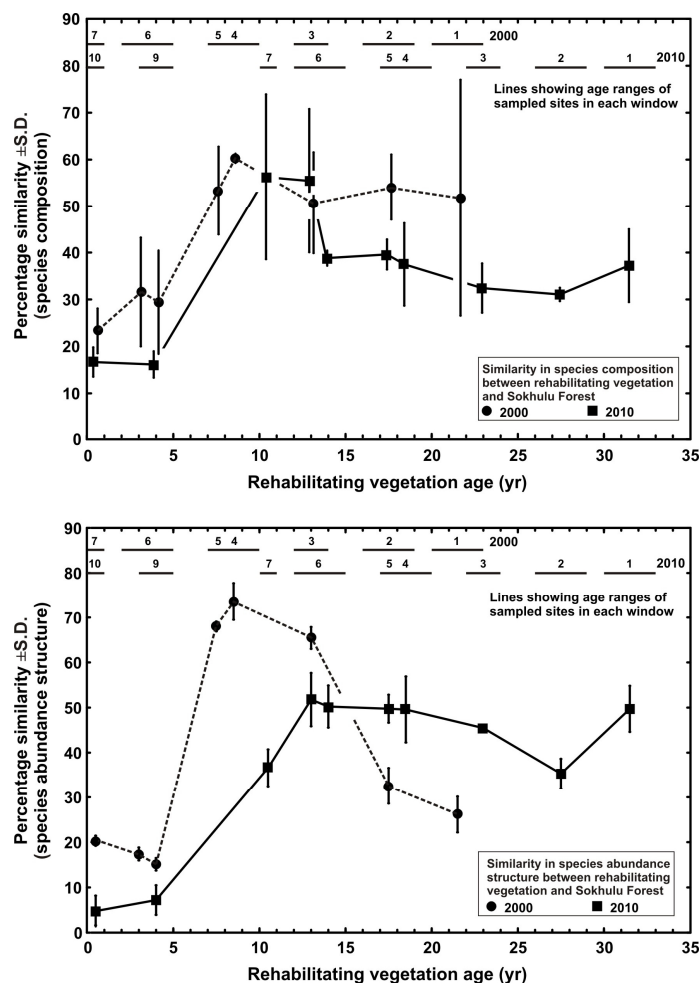 90
7 6 5 4 3 2 1 2000
10 9 7 6 5 4 3 2 1 2010
80
Lines showing age ranges of
sampled sites in each window
70
60
50
40
30
20
10
0
Percentage similarity ±S.D.
(species composition)
Similarity in species composition
between rehabilitating vegetation
and Sokhulu Forest
2000 2010
0 5 10 15 20 25 30 35
Rehabilitating vegetation age (yr)
90
7 6 5 4 3 2 1 2000
10 9 7 6 5 4 3 2 1 2010
80
Lines showing age ranges of
sampled sites in each window
70
60
50
40
30
20
10
0
Percentage similarity ±S.D.
(species abundance structure)
Similarity in species abundance
structure between rehabilitating
vegetation and Sokhulu Forest
2000 2010
0 5 10 15 20 25 30 35
Rehabilitating vegetation age (yr)